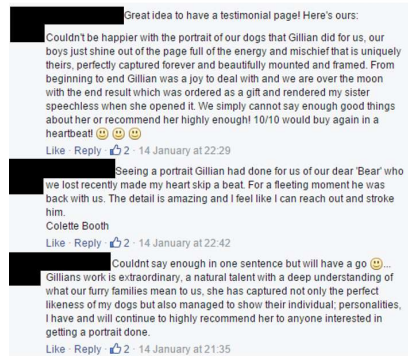 Great idea to have a testimonial page! Here's ours:
Couldn't be happier with the portrait of our dogs that Gillian did for us, our
boys just shine out of the page full of the energy and mischief that is uniquely
theirs, perfectly captured forever and beautifully mounted and framed. From
beginning to end Gillian was a joy to deal with and we are over the moon
with the end result which was ordered as a gift and rendered my sister
speechless when she opened it. We simply cannot say enough good things
about her or recommend her highly enough! 10/10 would buy again in a
heartbeat! 🙂 🙂 🙂
Like · Reply · 👍 2 · 14 January at 22:29
Seeing a portrait Gillian had done for us of our dear 'Bear' who
we lost recently made my heart skip a beat. For a fleeting moment he was
back with us. The detail is amazing and I feel like I can reach out and stroke
him.
Colette Booth
Like · Reply · 👍 2 · 14 January at 22:42
Couldnt say enough in one sentence but will have a go 🙂...
Gillians work is extraordinary, a natural talent with a deep understanding of
what our furry families mean to us, she has captured not only the perfect
likeness of my dogs but also managed to show their individual; personalities,
I have and will continue to highly recommend her to anyone interested in
getting a portrait done.
Like · Reply · 👍 2 · 14 January at 21:35